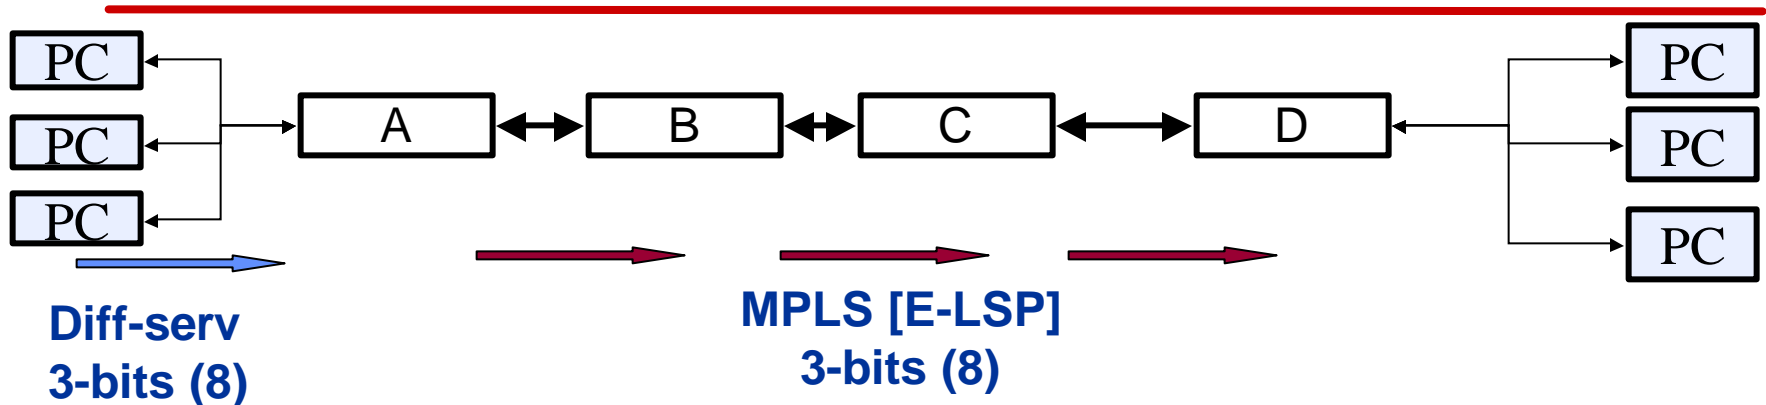 PC
PC
PC
A
B
C
D
PC
PC
PC
Diff-serv
3-bits (8)
MPLS [E-LSP]
3-bits (8)